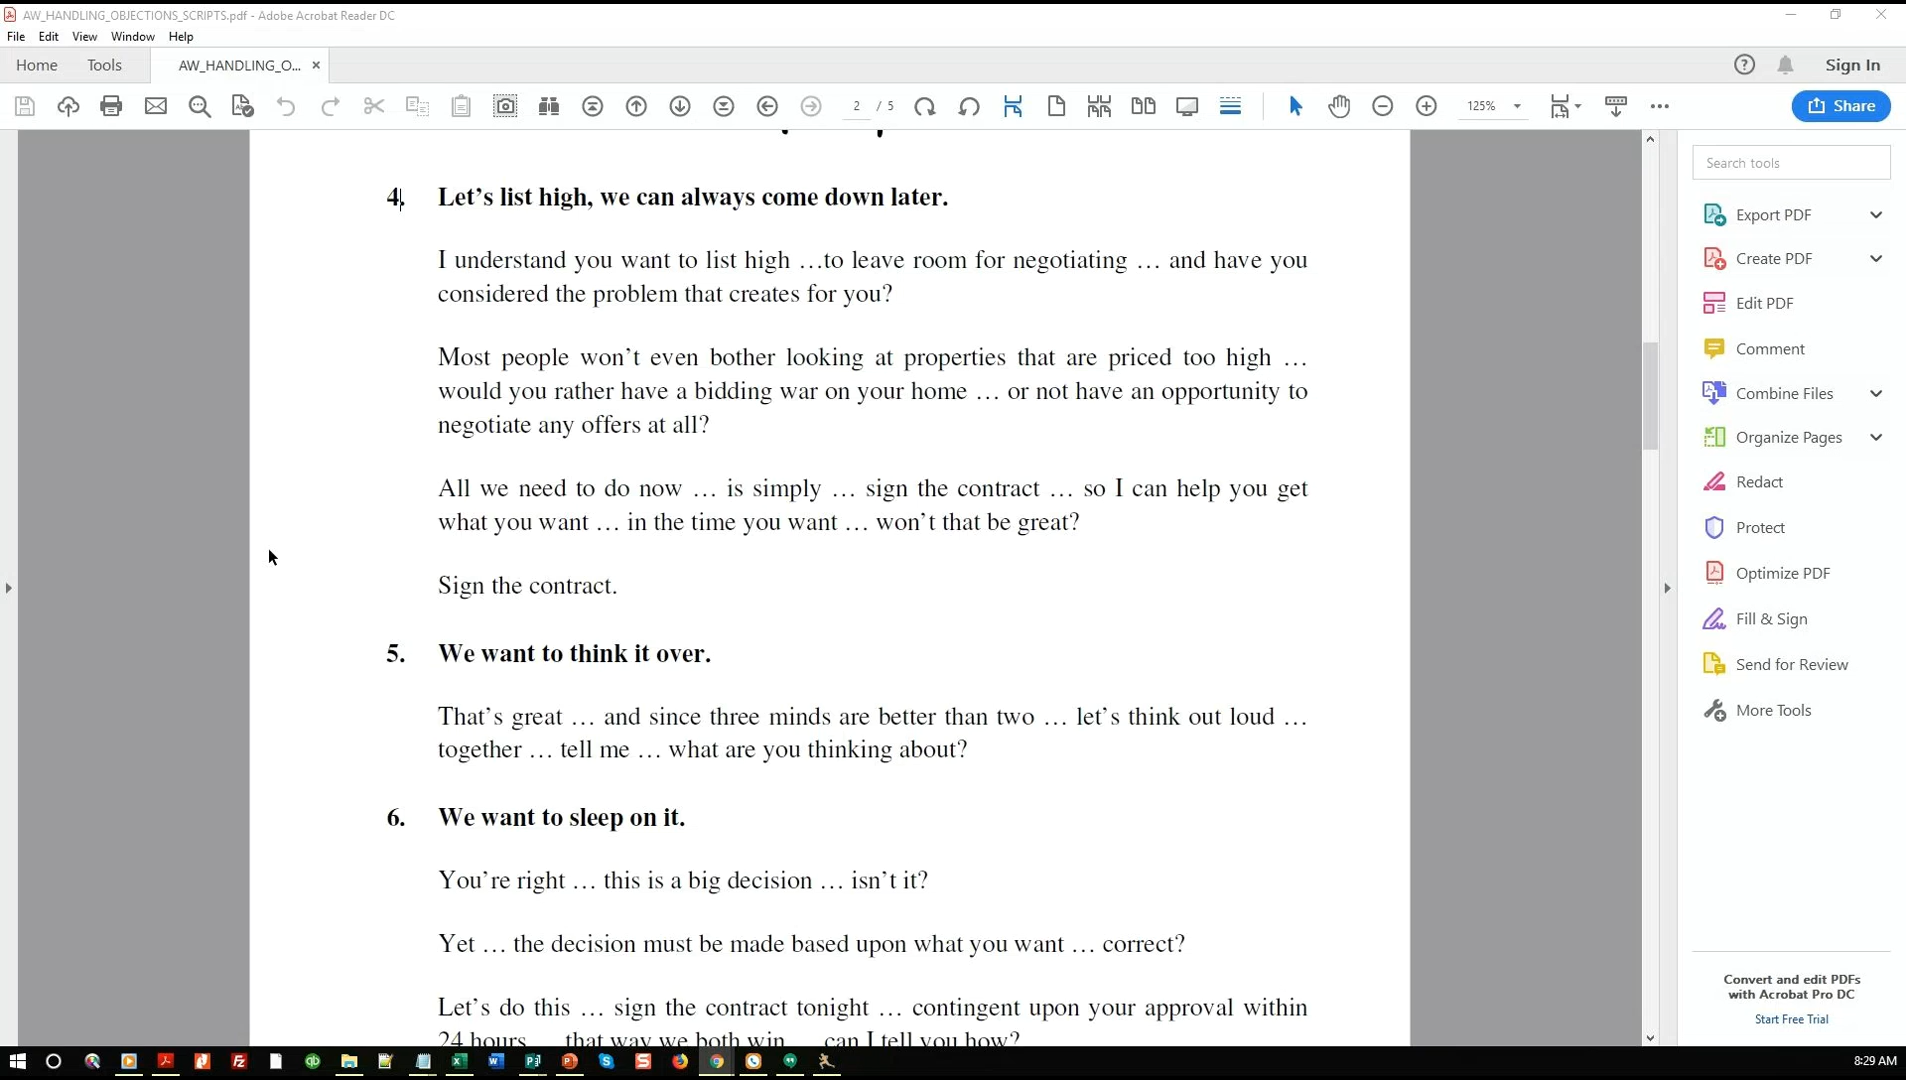 AW_HANDLING_OBJECTIONS_SCRIPTS.pdf - Adobe Acrobat Reader DC
File Edit View Window Help
Home Tools AW_HANDLING_O... × Sign In
2 / 5 125% Share
4. Let’s list high, we can always come down later.
I understand you want to list high …to leave room for negotiating … and have you
considered the problem that creates for you?
Most people won’t even bother looking at properties that are priced too high …
would you rather have a bidding war on your home … or not have an opportunity to
negotiate any offers at all?
All we need to do now … is simply … sign the contract … so I can help you get
what you want … in the time you want … won’t that be great?
Sign the contract.
5. We want to think it over.
That’s great … and since three minds are better than two … let’s think out loud …
together … tell me … what are you thinking about?
6. We want to sleep on it.
You’re right … this is a big decision … isn’t it?
Yet … the decision must be made based upon what you want … correct?
Let’s do this … sign the contract tonight … contingent upon your approval within
24 hours … that way we both win … can I tell you how?
Search tools
Export PDF
Create PDF
Edit PDF
Comment
Combine Files
Organize Pages
Redact
Protect
Optimize PDF
Fill & Sign
Send for Review
More Tools
Convert and edit PDFs
with Acrobat Pro DC
Start Free Trial
8:29 AM